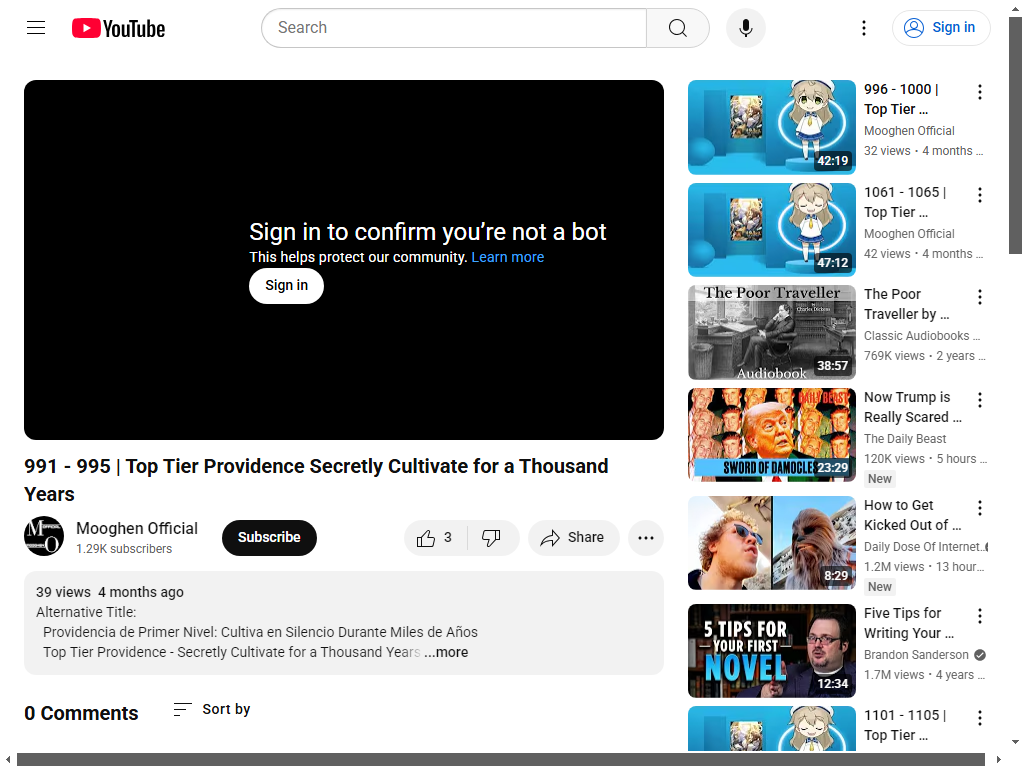 YouTube
Search
Sign in
Sign in to confirm you're not a bot
This helps protect our community. Learn more
Sign in
991 - 995 | Top Tier Providence Secretly Cultivate for a Thousand
Years
Mooghen Official
1.29K subscribers
Subscribe
3
Share
39 views 4 months ago
Alternative Title:
Providencia de Primer Nivel: Cultiva en Silencio Durante Miles de Años
Top Tier Providence - Secretly Cultivate for a Thousand Years ...more
0 Comments
Sort by
42:19
996 - 1000 |
Top Tier ...
Mooghen Official
32 views • 4 months ...
47:12
1061 - 1065 |
Top Tier ...
Mooghen Official
42 views • 4 months ...
The Poor Traveller
by Charles Dickens
Audiobook
38:57
The Poor
Traveller by ...
Classic Audiobooks ...
769K views • 2 years ...
DAILY BEAST
SWORD OF DAMOCLES
23:29
Now Trump is
Really Scared ...
The Daily Beast
120K views • 5 hours ...
New
8:29
How to Get
Kicked Out of ...
Daily Dose Of Internet.
1.2M views • 13 hour...
New
5 TIPS FOR
YOUR FIRST
NOVEL
12:34
Five Tips for
Writing Your ...
Brandon Sanderson
1.7M views • 4 years ...
1101 - 1105 |
Top Tier ...